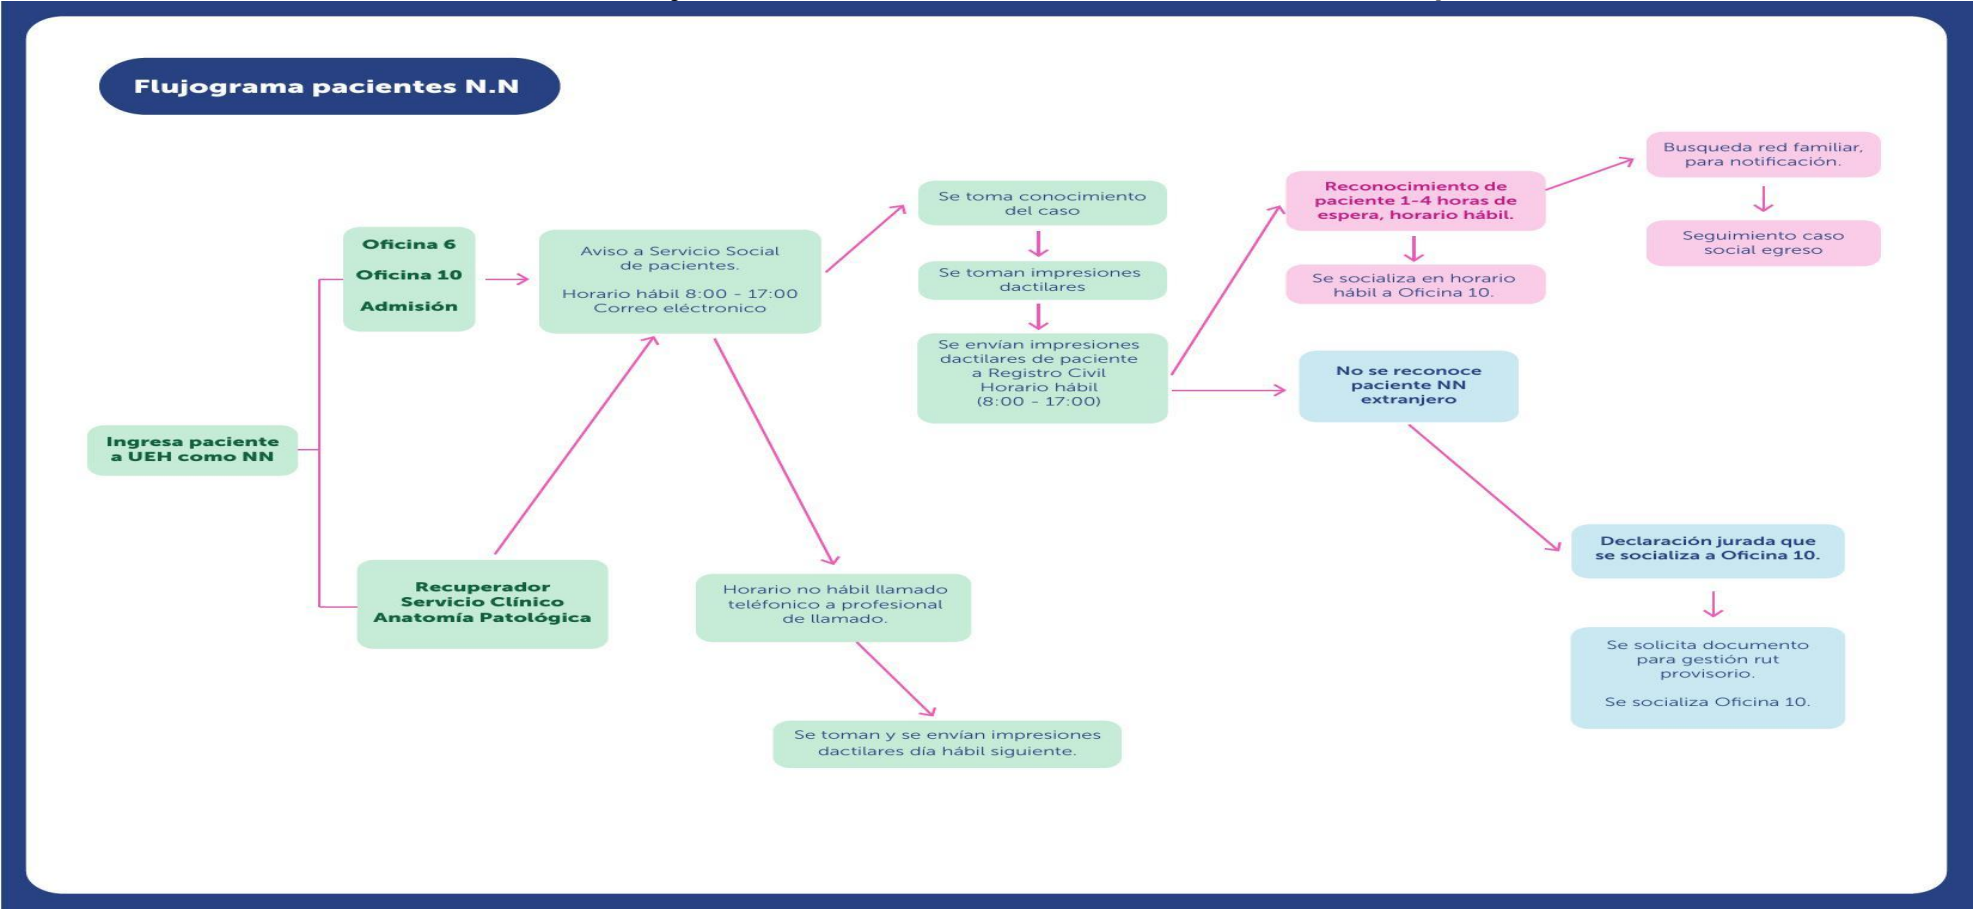 Flujograma pacientes N.N
Ingresa paciente
a UEH como NN
Oficina 6
Oficina 10
Admisión
Recuperador
Servicio Clínico
Anatomía Patológica
Aviso a Servicio Social
de pacientes.
Horario hábil 8:00 - 17:00
Correo eléctronico
Horario no hábil llamado
teléfonico a profesional
de llamado.
Se toman y se envían impresiones
dactilares día hábil siguiente.
Se toma conocimiento
del caso
Se toman impresiones
dactilares
Se envían impresiones
dactilares de paciente
a Registro Civil
Horario hábil
(8:00 - 17:00)
Reconocimiento de
paciente 1-4 horas de
espera, horario hábil.
Se socializa en horario
hábil a Oficina 10.
Busqueda red familiar,
para notificación.
Seguimiento caso
social egreso
No se reconoce
paciente NN
extranjero
Declaración jurada que
se socializa a Oficina 10.
Se solicita documento
para gestión rut
provisorio.
Se socializa Oficina 10.